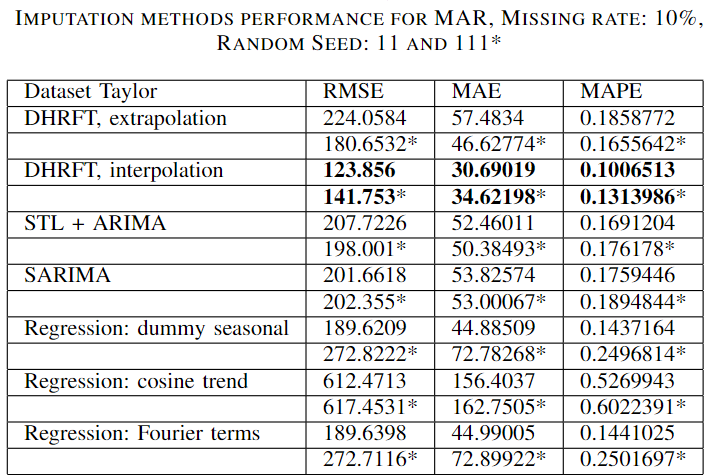 IMPUTATION METHODS PERFORMANCE FOR MAR, MISSING RATE: 10%,
RANDOM SEED: 11 AND 111*
Dataset Taylor RMSE MAE MAPE
DHRFT, extrapolation 224.0584 57.4834 0.1858772
180.6532* 46.62774* 0.1655642*
DHRFT, interpolation 123.856 30.69019 0.1006513
141.753* 34.62198* 0.1313986*
STL + ARIMA 207.7226 52.46011 0.1691204
198.001* 50.38493* 0.176178*
SARIMA 201.6618 53.82574 0.1759446
202.355* 53.00067* 0.1894844*
Regression: dummy seasonal 189.6209 44.88509 0.1437164
272.8222* 72.78268* 0.2496814*
Regression: cosine trend 612.4713 156.4037 0.5269943
617.4531* 162.7505* 0.6022391*
Regression: Fourier terms 189.6398 44.99005 0.1441025
272.7116* 72.89922* 0.2501697*